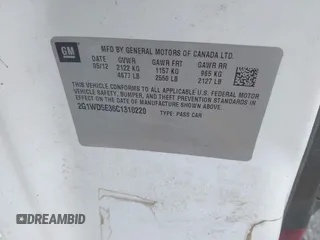 GM
MFD BY GENERAL MOTORS OF CANADA LTD.
DATE GVWR GAWR FRT GAWR RR
05/12 2122 KG 1157 KG 965 KG
4677 LB 2550 LB 2127 LB
THIS VEHICLE CONFORMS TO ALL APPLICABLE U.S. FEDERAL MOTOR
VEHICLE SAFETY, BUMPER, AND THEFT PREVENTION STANDARDS IN
EFFECT ON THE DATE OF MANUFACTURE SHOWN ABOVE.
2G1WD5E36C1310220 TYPE: PASS CAR
DREAMBID